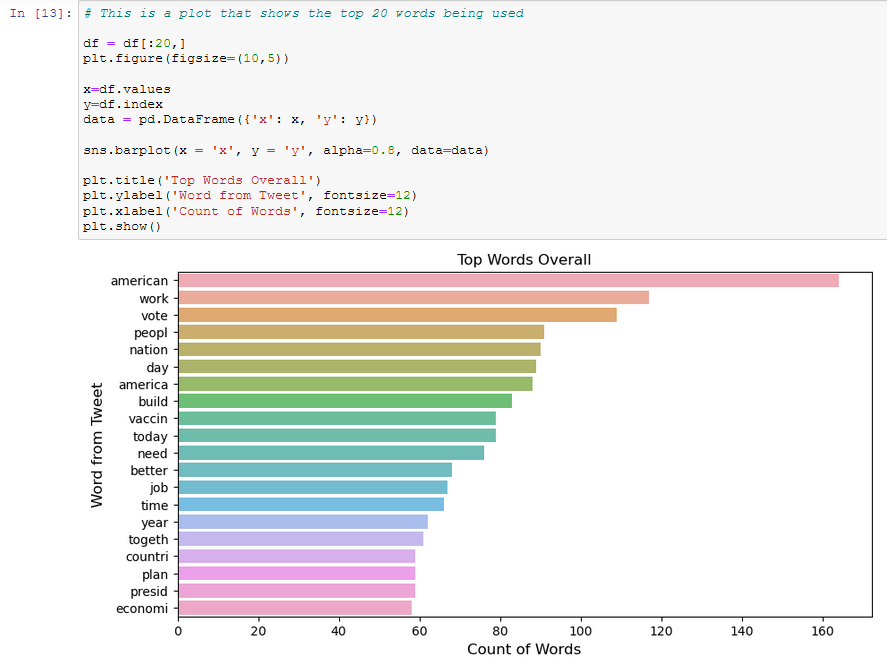 In [13]: # This is a plot that shows the top 20 words being used
df = df[:20,]
plt.figure(figsize=(10,5))
x=df.values
y=df.index
data = pd.DataFrame({'x': x, 'y': y})
sns.barplot(x = 'x', y = 'y', alpha=0.8, data=data)
plt.title('Top Words Overall')
plt.ylabel('Word from Tweet', fontsize=12)
plt.xlabel('Count of Words', fontsize=12)
plt.show()
Top Words Overall
Word from Tweet
american
work
vote
peopl
nation
day
america
build
vaccin
today
need
better
job
time
year
togeth
countri
plan
presid
economi
0 20 40 60 80 100 120 140 160
Count of Words